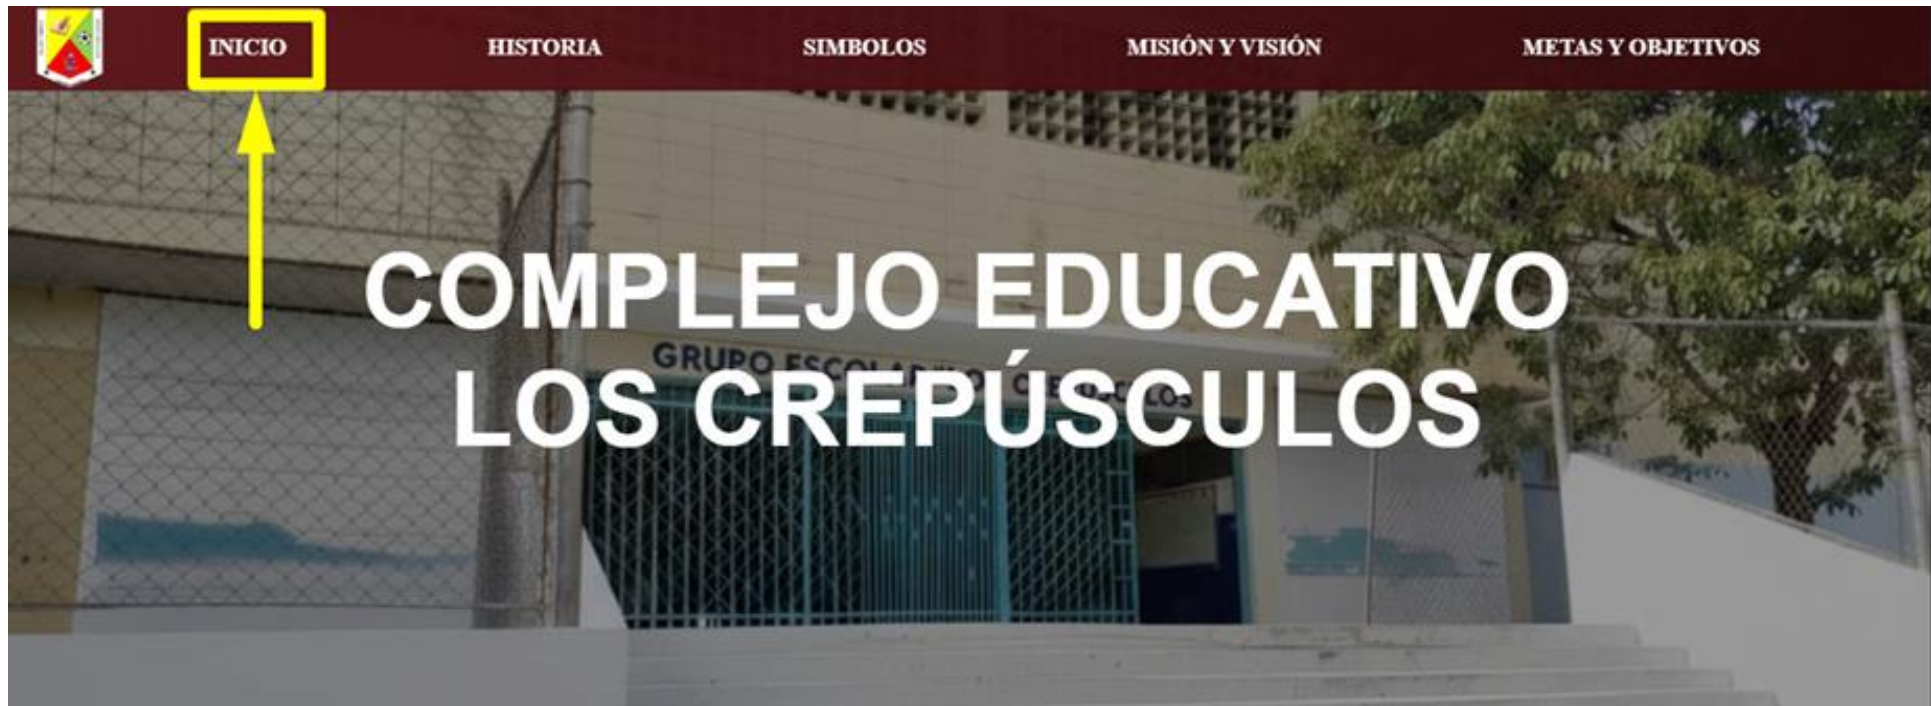 INICIO HISTORIA SIMBOLOS MISIÓN Y VISIÓN METAS Y OBJETIVOS
COMPLEJO EDUCATIVO
GRUPO ESCOLAR
LOS CREPÚSCULOS